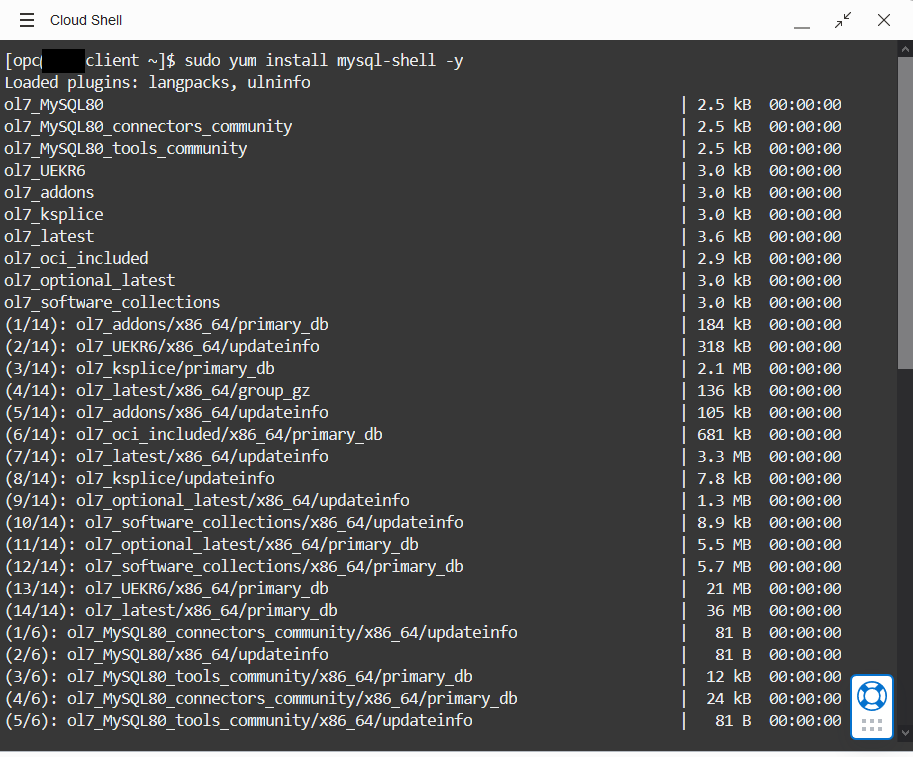 Cloud Shell
[opc client ~]$ sudo yum install mysql-shell -y
Loaded plugins: langpacks, ulninfo
ol7_MySQL80 | 2.5 kB 00:00:00
ol7_MySQL80_connectors_community | 2.5 kB 00:00:00
ol7_MySQL80_tools_community | 2.5 kB 00:00:00
ol7_UEKR6 | 3.0 kB 00:00:00
ol7_addons | 3.0 kB 00:00:00
ol7_ksplice | 3.0 kB 00:00:00
ol7_latest | 3.6 kB 00:00:00
ol7_oci_included | 2.9 kB 00:00:00
ol7_optional_latest | 3.0 kB 00:00:00
ol7_software_collections | 3.0 kB 00:00:00
(1/14): ol7_addons/x86_64/primary_db | 184 kB 00:00:00
(2/14): ol7_UEKR6/x86_64/updateinfo | 318 kB 00:00:00
(3/14): ol7_ksplice/primary_db | 2.1 MB 00:00:00
(4/14): ol7_latest/x86_64/group_gz | 136 kB 00:00:00
(5/14): ol7_addons/x86_64/updateinfo | 105 kB 00:00:00
(6/14): ol7_oci_included/x86_64/primary_db | 681 kB 00:00:00
(7/14): ol7_latest/x86_64/updateinfo | 3.3 MB 00:00:00
(8/14): ol7_ksplice/updateinfo | 7.8 kB 00:00:00
(9/14): ol7_optional_latest/x86_64/updateinfo | 1.3 MB 00:00:00
(10/14): ol7_software_collections/x86_64/updateinfo | 8.9 kB 00:00:00
(11/14): ol7_optional_latest/x86_64/primary_db | 5.5 MB 00:00:00
(12/14): ol7_software_collections/x86_64/primary_db | 5.7 MB 00:00:00
(13/14): ol7_UEKR6/x86_64/primary_db | 21 MB 00:00:00
(14/14): ol7_latest/x86_64/primary_db | 36 MB 00:00:00
(1/6): ol7_MySQL80_connectors_community/x86_64/updateinfo | 81 B 00:00:00
(2/6): ol7_MySQL80/x86_64/updateinfo | 81 B 00:00:00
(3/6): ol7_MySQL80_tools_community/x86_64/primary_db | 12 kB 00:00:00
(4/6): ol7_MySQL80_connectors_community/x86_64/primary_db | 24 kB 00:00:00
(5/6): ol7_MySQL80_tools_community/x86_64/updateinfo | 81 B 00:00:00